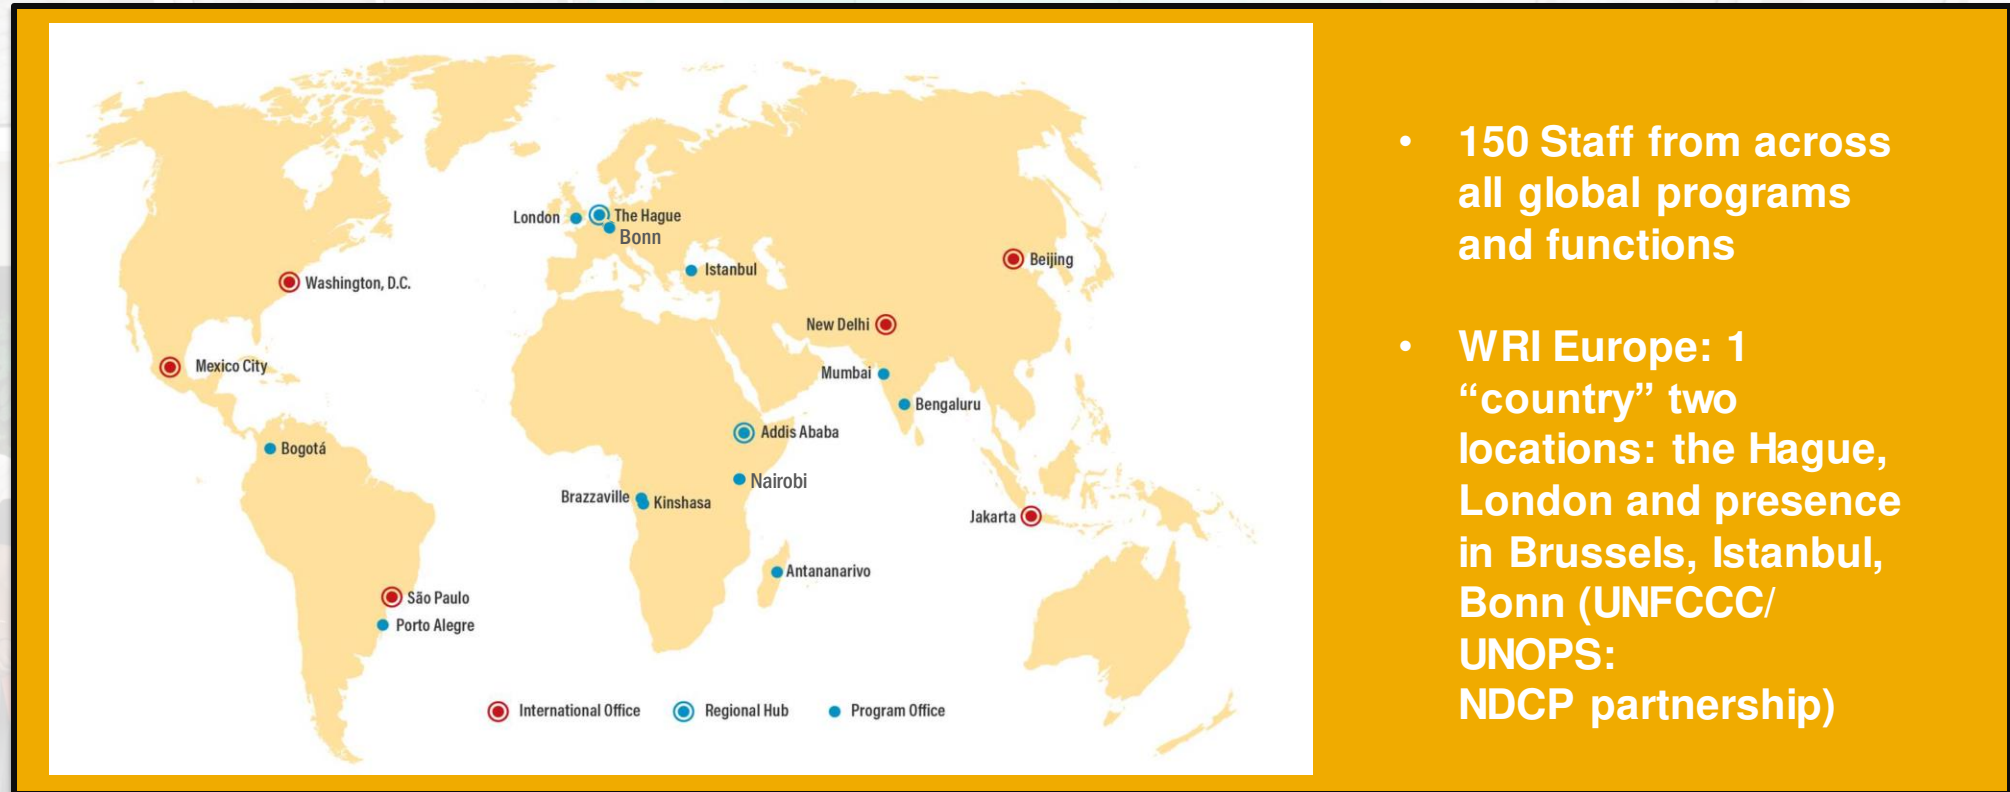 London
The Hague
Bonn
Istanbul
Washington, D.C.
Beijing
New Delhi
Mexico City
Mumbai
Bengaluru
Addis Ababa
Bogotá
Nairobi
Brazzaville
Kinshasa
Jakarta
Antananarivo
São Paulo
Porto Alegre
International Office
Regional Hub
Program Office
• 150 Staff from across
all global programs
and functions
• WRI Europe: 1
“country” two
locations: the Hague,
London and presence
in Brussels, Istanbul,
Bonn (UNFCCC/
UNOPS:
NDCP partnership)